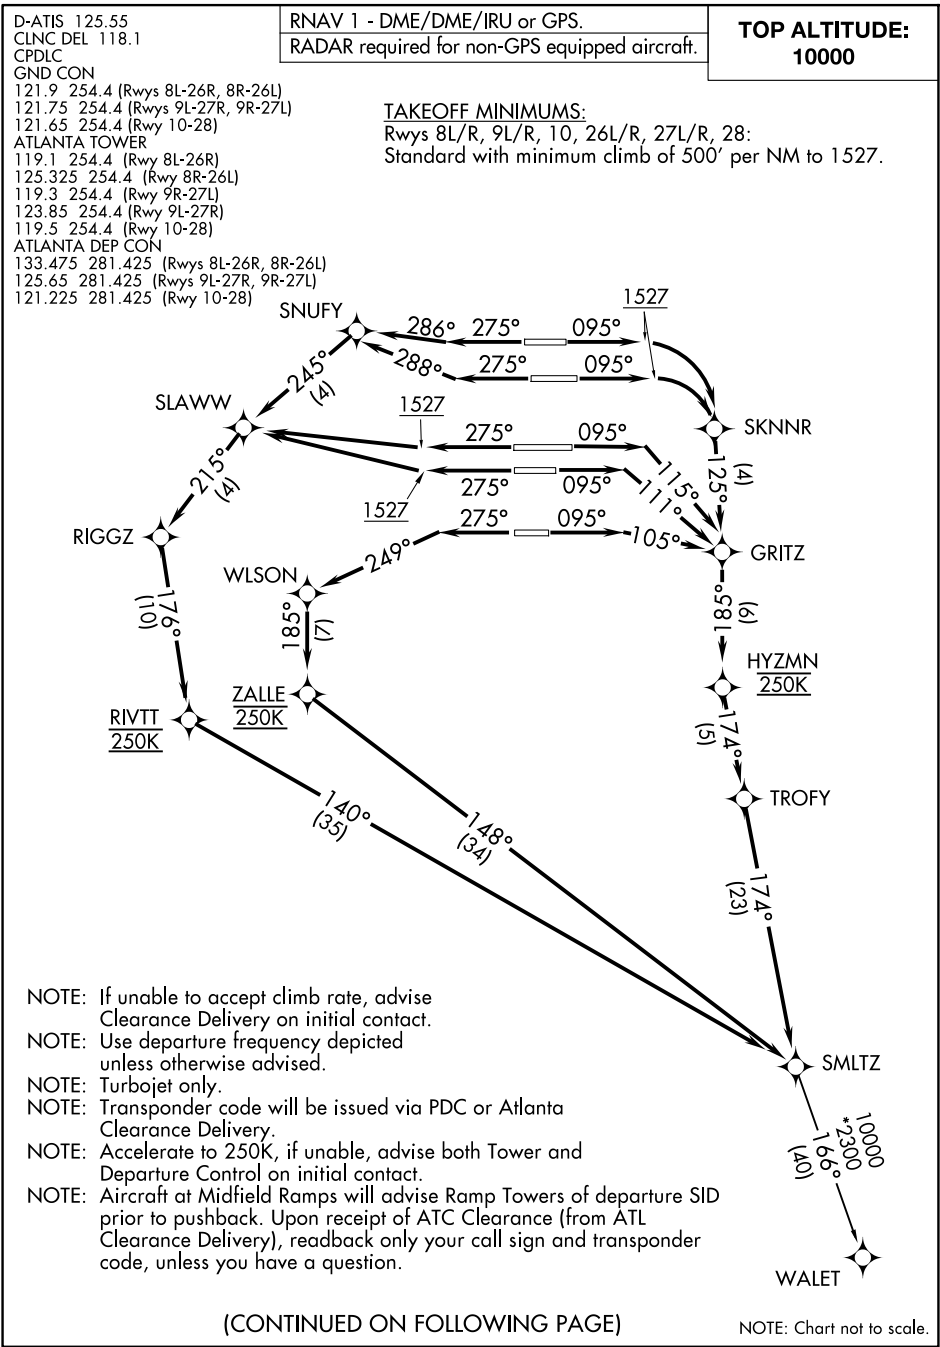 D-ATIS 125.55
CLNC DEL 118.1
CPDLC
GND CON
121.9 254.4 (Rwys 8L-26R, 8R-26L)
121.75 254.4 (Rwys 9L-27R, 9R-27L)
121.65 254.4 (Rwy 10-28)
ATLANTA TOWER
119.1 254.4 (Rwy 8L-26R)
125.325 254.4 (Rwy 8R-26L)
119.3 254.4 (Rwy 9R-27L)
123.85 254.4 (Rwy 9L-27R)
119.5 254.4 (Rwy 10-28)
ATLANTA DEP CON
133.475 281.425 (Rwys 8L-26R, 8R-26L)
125.65 281.425 (Rwys 9L-27R, 9R-27L)
121.225 281.425 (Rwy 10-28)
RNAV 1 - DME/DME/IRU or GPS.
RADAR required for non-GPS equipped aircraft.
TOP ALTITUDE:
10000
TAKEOFF MINIMUMS:
Rwys 8L/R, 9L/R, 10, 26L/R, 27L/R, 28:
Standard with minimum climb of 500' per NM to 1527.
SNUFY
286°
275°
095°
1527
288°
275°
095°
245°
(4)
SLAWW
1527
275°
095°
SKNNR
125°
(4)
215°
(4)
1527
275°
095°
115°
111°
RIGGZ
275°
095°
105°
GRITZ
249°
WLSON
176°
(10)
185°
(7)
185°
(6)
HYZMN
250K
ZALLE
250K
RIVTT
250K
174°
(5)
TROFY
140°
(35)
148°
(34)
174°
(23)
SMLTZ
10000
*2300
166°
(40)
WALET
NOTE: If unable to accept climb rate, advise
Clearance Delivery on initial contact.
NOTE: Use departure frequency depicted
unless otherwise advised.
NOTE: Turbojet only.
NOTE: Transponder code will be issued via PDC or Atlanta
Clearance Delivery.
NOTE: Accelerate to 250K, if unable, advise both Tower and
Departure Control on initial contact.
NOTE: Aircraft at Midfield Ramps will advise Ramp Towers of departure SID
prior to pushback. Upon receipt of ATC Clearance (from ATL
Clearance Delivery), readback only your call sign and transponder
code, unless you have a question.
(CONTINUED ON FOLLOWING PAGE)
NOTE: Chart not to scale.